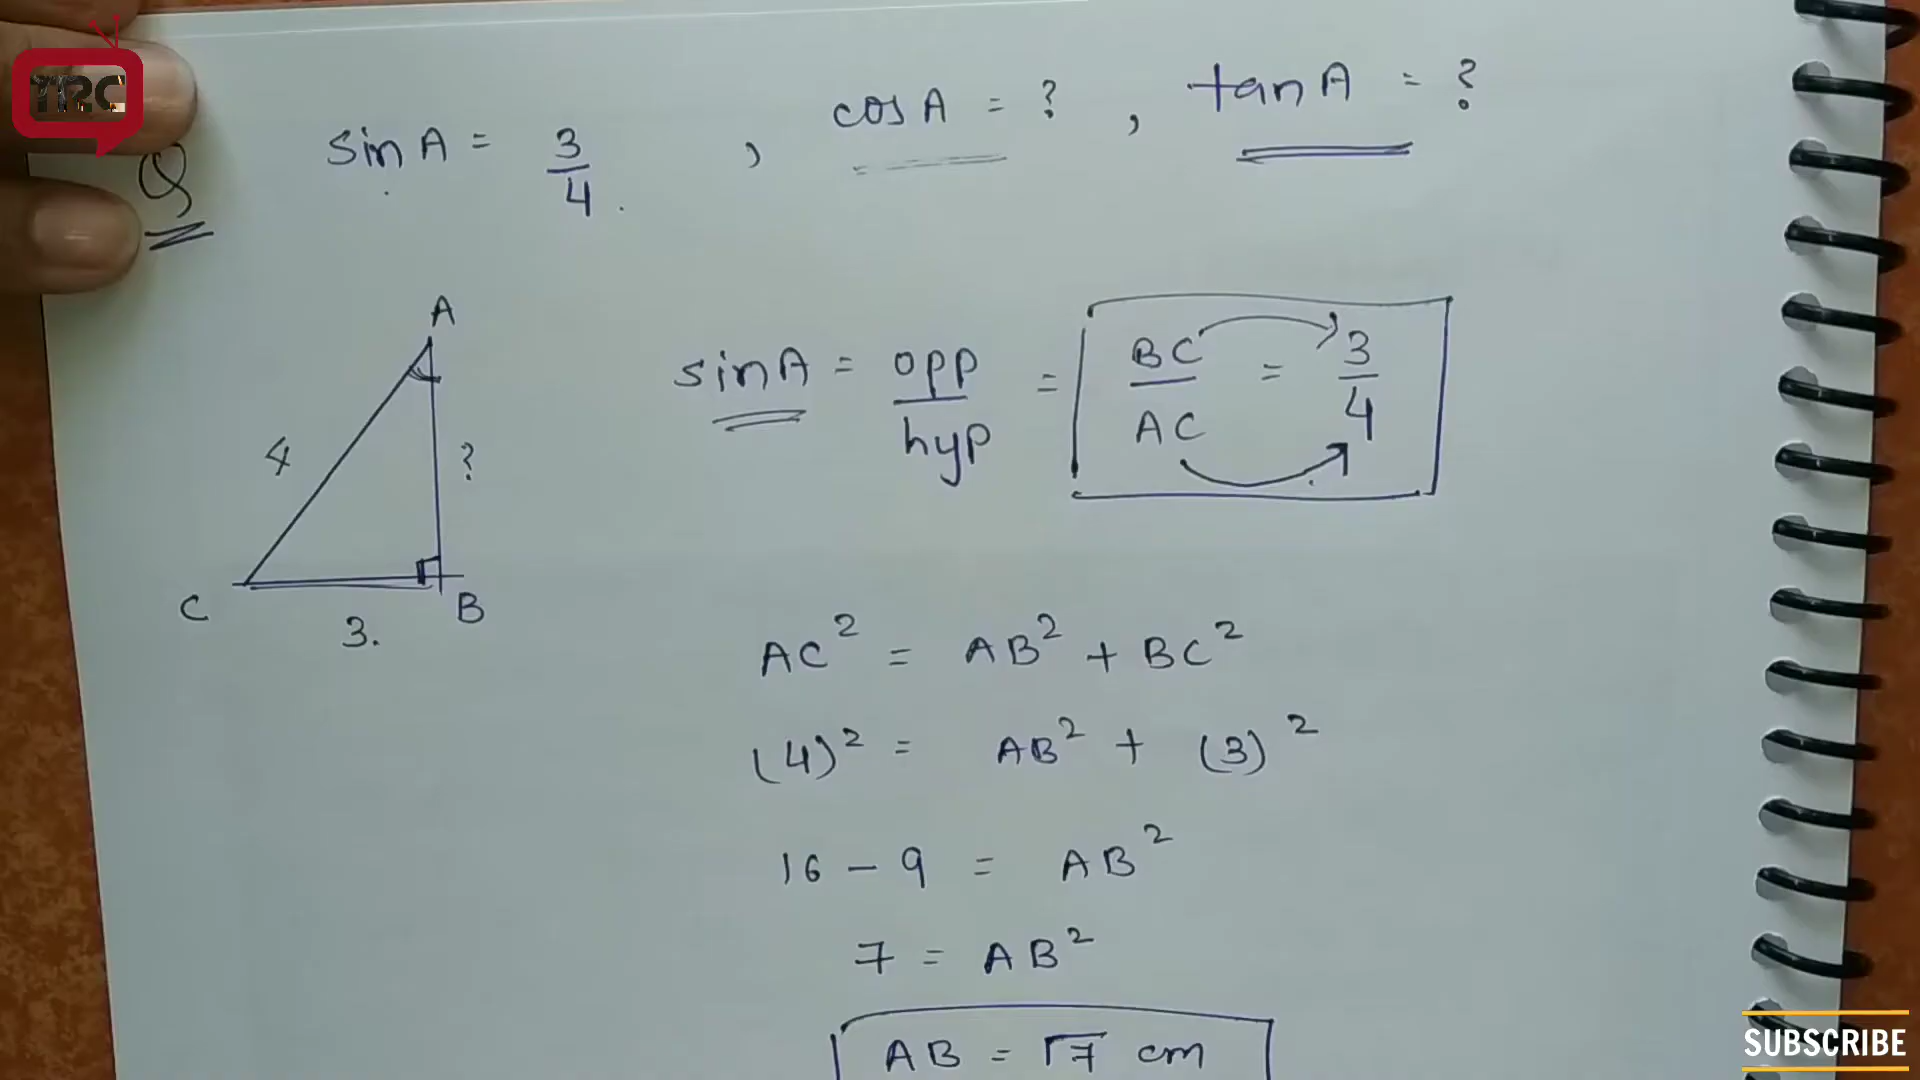 TRC
Q sin A = 3/4 , cos A = ? , tan A = ?
A
4
?
C
B
3.
sin A = opp/hyp = BC/AC = 3/4
AC² = AB² + BC²
(4)² = AB² + (3)²
16 - 9 = AB²
7 = AB²
AB = √7 cm
SUBSCRIBE